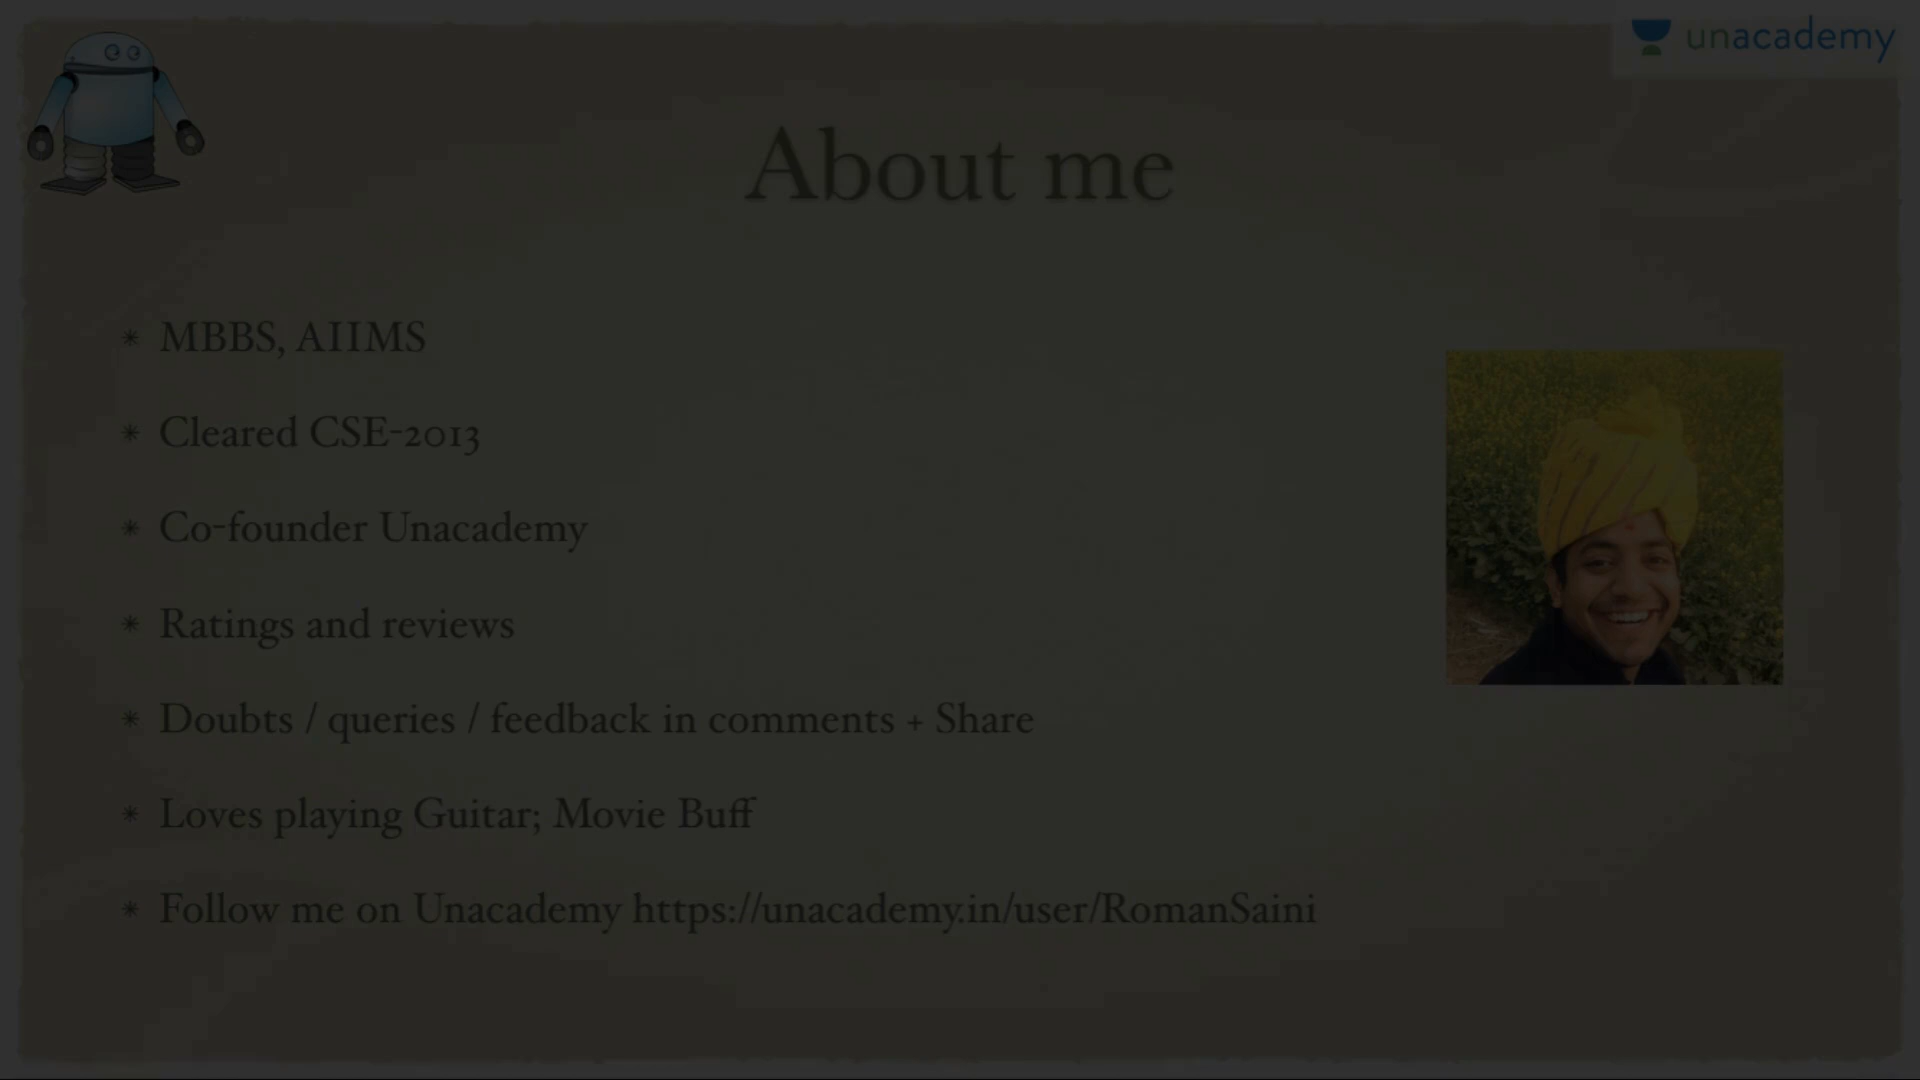 unacademy
About me
MBBS, AIIMS
Cleared CSE-2013
Co-founder Unacademy
Ratings and reviews
Doubts / queries / feedback in comments + Share
Loves playing Guitar; Movie Buff
Follow me on Unacademy https://unacademy.in/user/RomanSaini